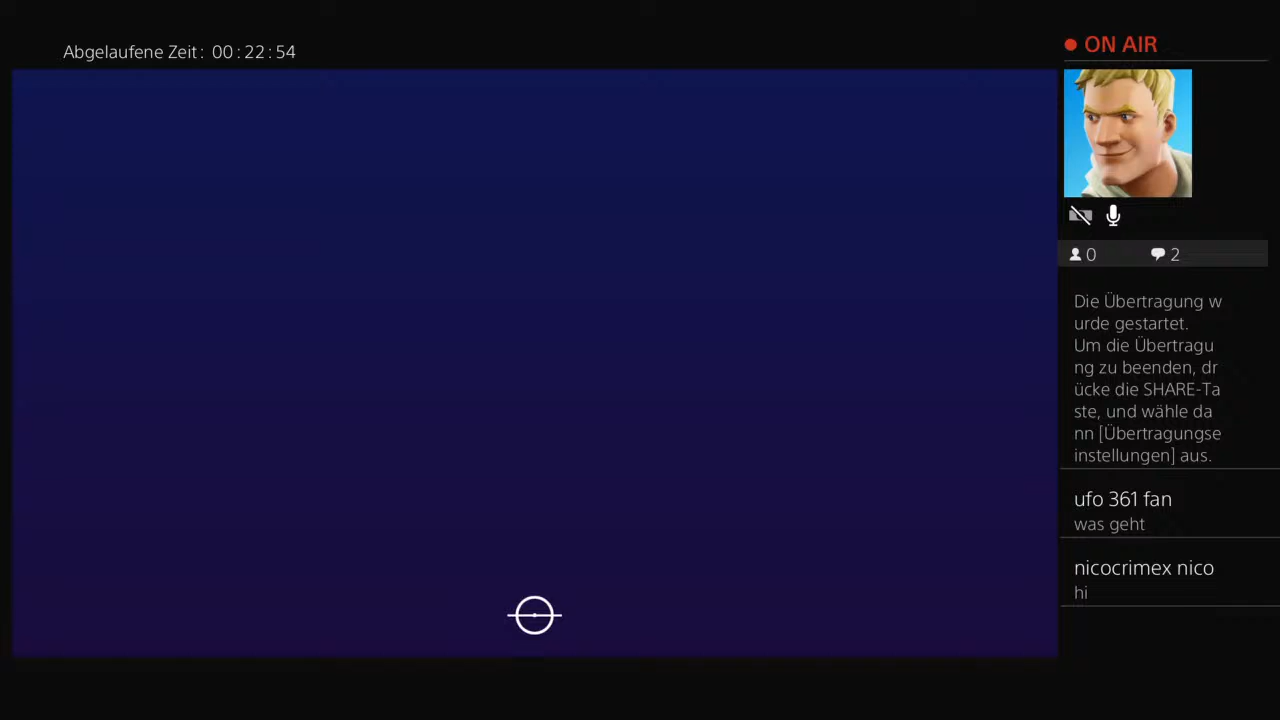 Abgelaufene Zeit: 00:22:54
ON AIR
0 2
Die Übertragung w
urde gestartet.
Um die Übertragu
ng zu beenden, dr
ücke die SHARE-Ta
ste, und wähle da
nn [Übertragungse
instellungen] aus.
ufo 361 fan
was geht
nicocrimex nico
hi